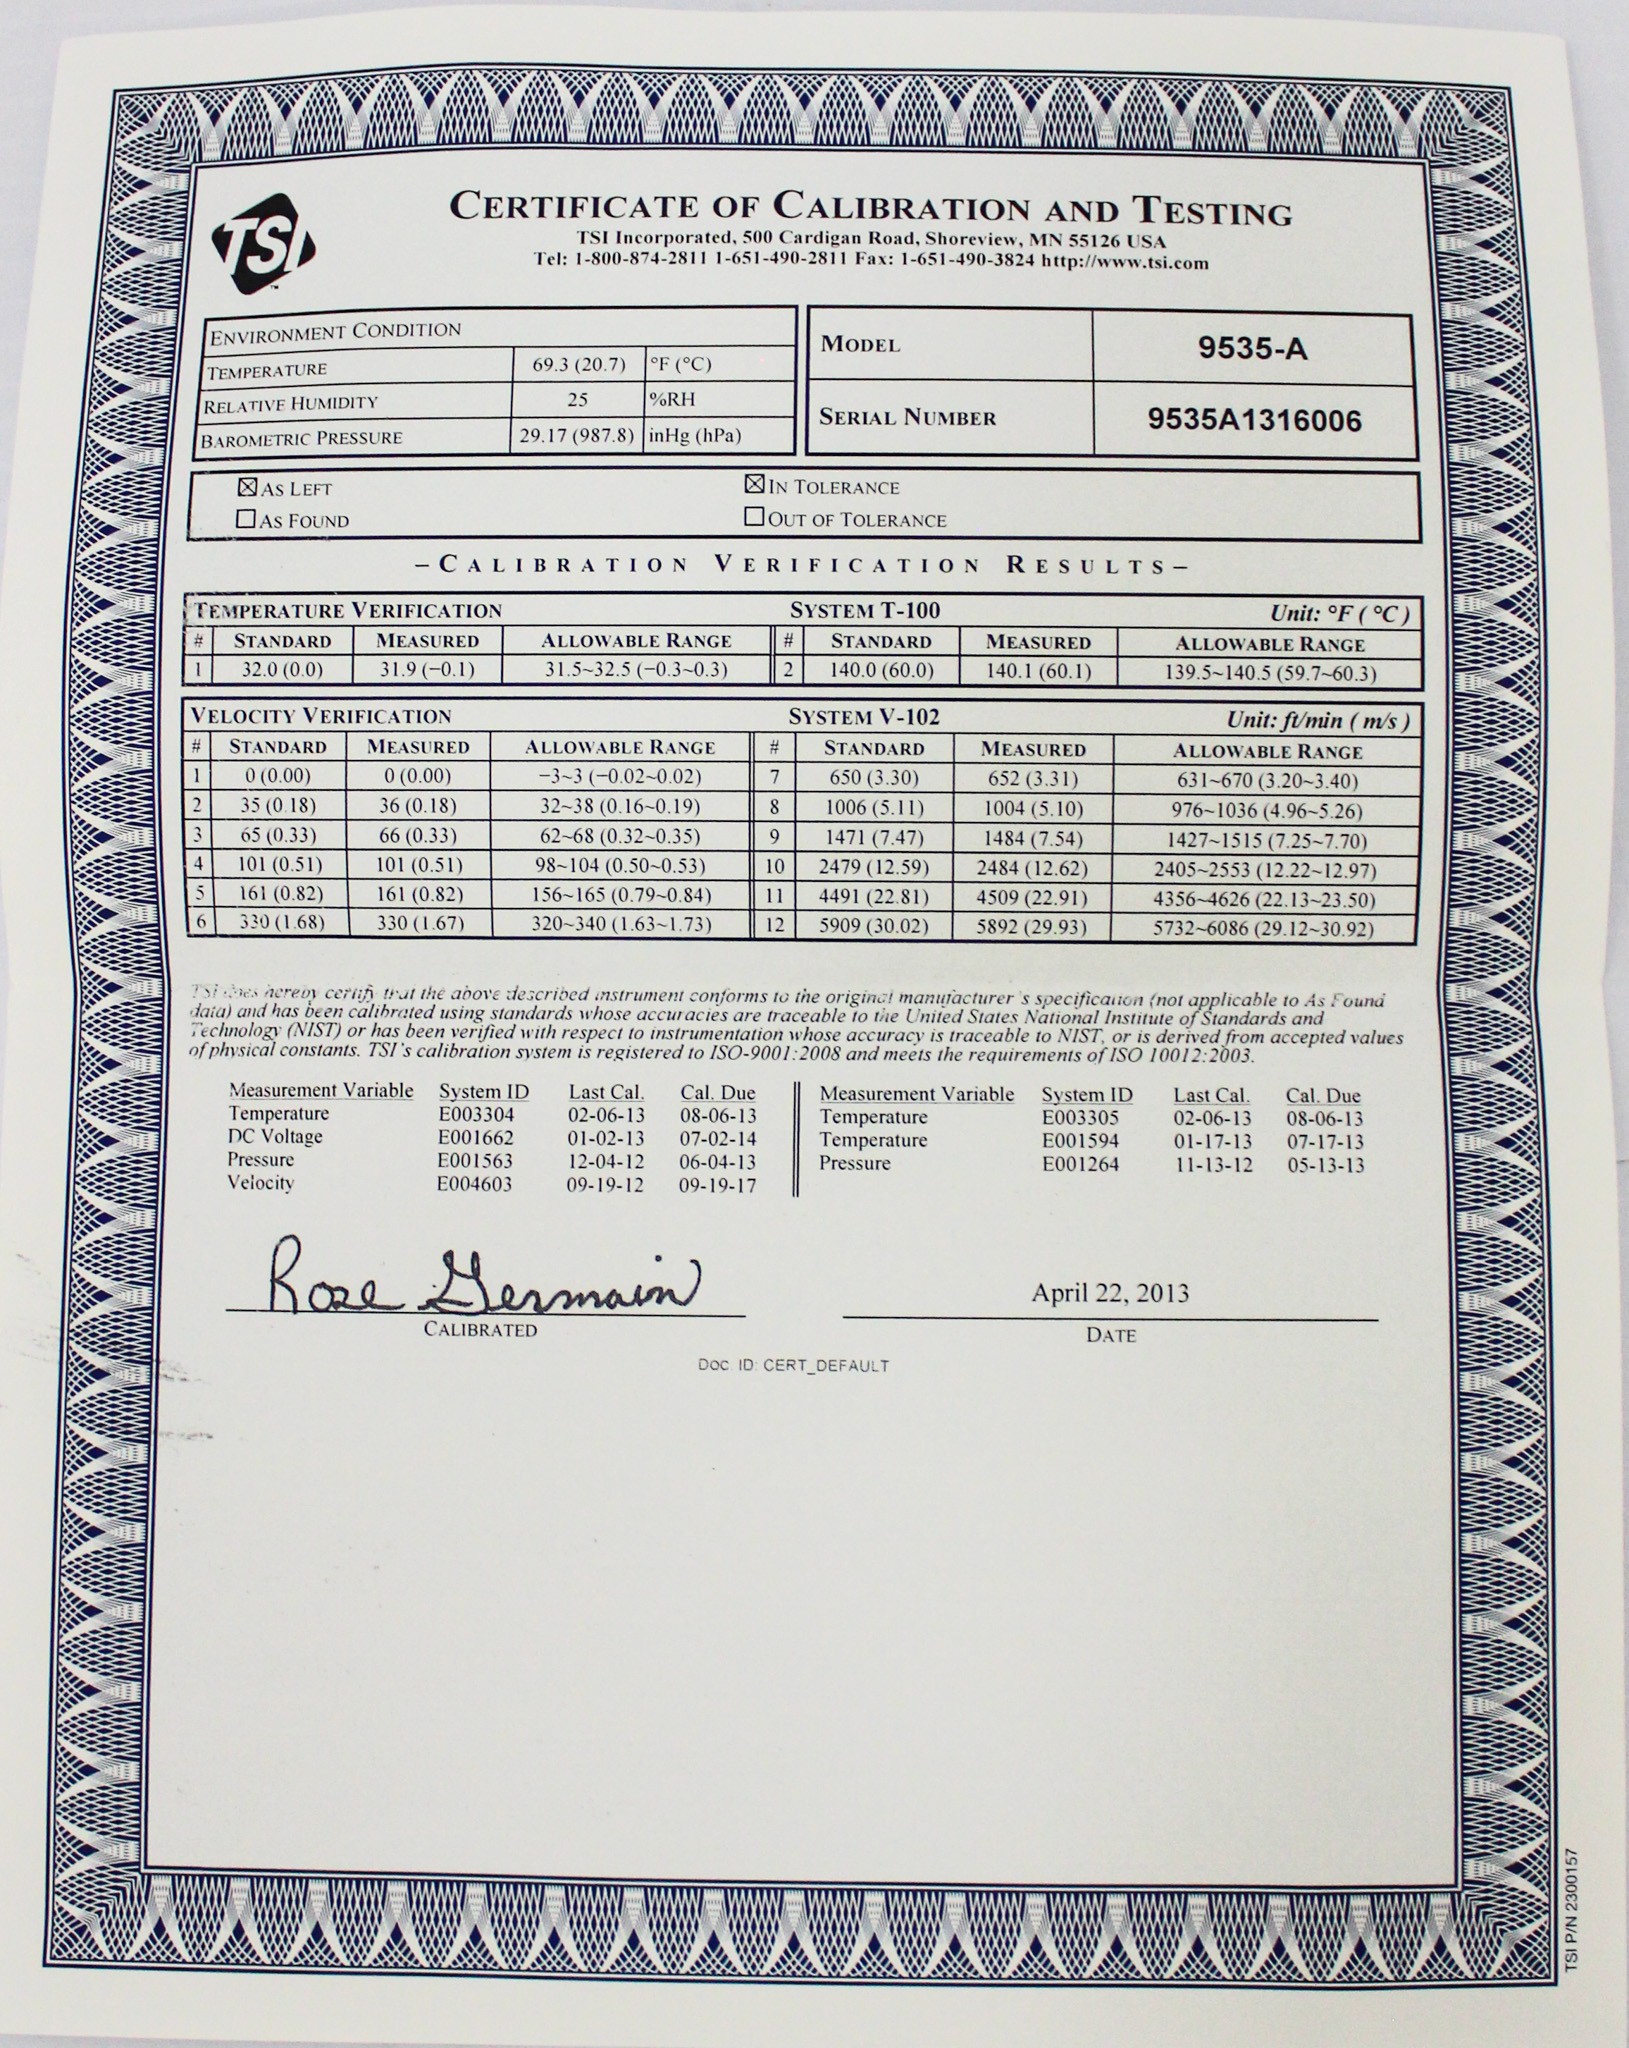 TSI
CERTIFICATE OF CALIBRATION AND TESTING
TSI Incorporated, 500 Cardigan Road, Shoreview, MN 55126 USA
Tel: 1-800-874-2811 1-651-490-2811 Fax: 1-651-490-3824 http://www.tsi.com
ENVIRONMENT CONDITION
TEMPERATURE 69.3 (20.7) °F (°C)
RELATIVE HUMIDITY 25 %RH
BAROMETRIC PRESSURE 29.17 (987.8) inHg (hPa)
MODEL 9535-A
SERIAL NUMBER 9535A1316006
☒ AS LEFT ☒ IN TOLERANCE
☐ AS FOUND ☐ OUT OF TOLERANCE
–CALIBRATION VERIFICATION RESULTS–
TEMPERATURE VERIFICATION SYSTEM T-100 Unit: °F (°C)
# STANDARD MEASURED ALLOWABLE RANGE # STANDARD MEASURED ALLOWABLE RANGE
1 32.0 (0.0) 31.9 (−0.1) 31.5~32.5 (−0.3~0.3) 2 140.0 (60.0) 140.1 (60.1) 139.5~140.5 (59.7~60.3)
VELOCITY VERIFICATION SYSTEM V-102 Unit: ft/min (m/s)
# STANDARD MEASURED ALLOWABLE RANGE # STANDARD MEASURED ALLOWABLE RANGE
1 0 (0.00) 0 (0.00) −3~3 (−0.02~0.02) 7 650 (3.30) 652 (3.31) 631~670 (3.20~3.40)
2 35 (0.18) 36 (0.18) 32~38 (0.16~0.19) 8 1006 (5.11) 1004 (5.10) 976~1036 (4.96~5.26)
3 65 (0.33) 66 (0.33) 62~68 (0.32~0.35) 9 1471 (7.47) 1484 (7.54) 1427~1515 (7.25~7.70)
4 101 (0.51) 101 (0.51) 98~104 (0.50~0.53) 10 2479 (12.59) 2484 (12.62) 2405~2553 (12.22~12.97)
5 161 (0.82) 161 (0.82) 156~165 (0.79~0.84) 11 4491 (22.81) 4509 (22.91) 4356~4626 (22.13~23.50)
6 330 (1.68) 330 (1.67) 320~340 (1.63~1.73) 12 5909 (30.02) 5892 (29.93) 5732~6086 (29.12~30.92)
TSI does hereby certify that the above described instrument conforms to the original manufacturer's specification (not applicable to As Found
data) and has been calibrated using standards whose accuracies are traceable to the United States National Institute of Standards and
Technology (NIST) or has been verified with respect to instrumentation whose accuracy is traceable to NIST, or is derived from accepted values
of physical constants. TSI's calibration system is registered to ISO-9001:2008 and meets the requirements of ISO 10012:2003.
Measurement Variable System ID Last Cal. Cal. Due Measurement Variable System ID Last Cal. Cal. Due
Temperature E003304 02-06-13 08-06-13 Temperature E003305 02-06-13 08-06-13
DC Voltage E001662 01-02-13 07-02-14 Temperature E001594 01-17-13 07-17-13
Pressure E001563 12-04-12 06-04-13 Pressure E001264 11-13-12 05-13-13
Velocity E004603 09-19-12 09-19-17
Rose Germain April 22, 2013
CALIBRATED DATE
DOC. ID: CERT_DEFAULT
TSI P/N 2300157